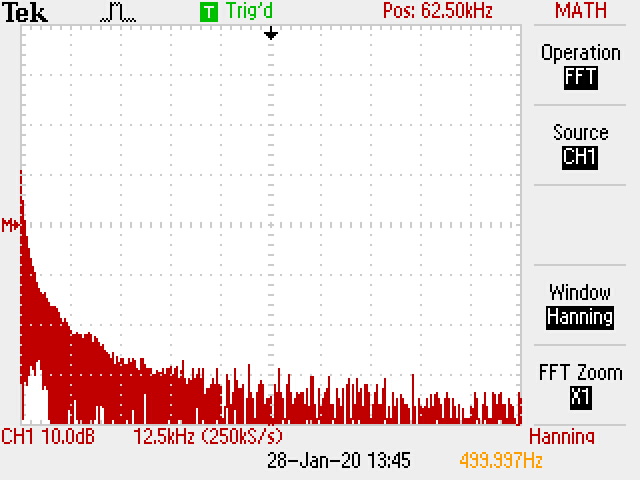 Tek T Trig'd Pos: 62.50kHz MATH
Operation
FFT
Source
CH1
M
Window
Hanning
FFT Zoom
X1
CH1 10.0dB 12.5kHz (250kS/s) Hanning
28-Jan-20 13:45 499.997Hz